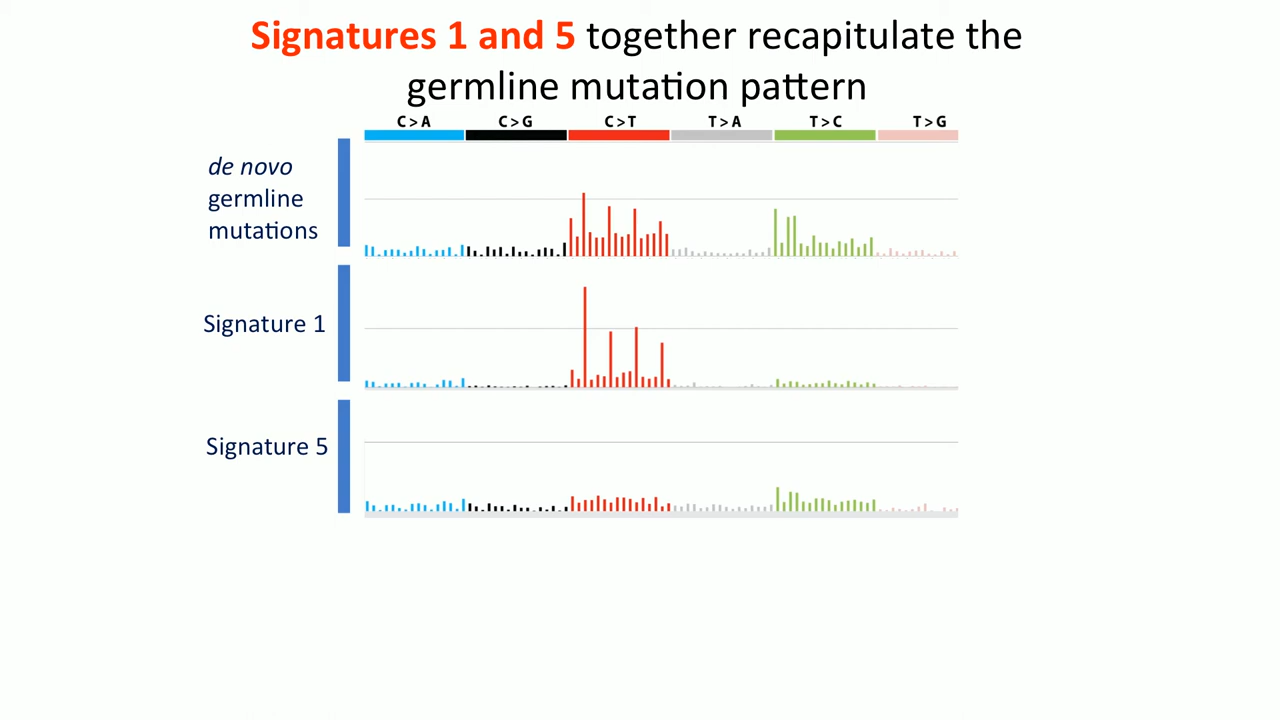 Signatures 1 and 5 together recapitulate the
germline mutation pattern
C>A C>G C>T T>A T>C T>G
de novo
germline
mutations
Signature 1
Signature 5